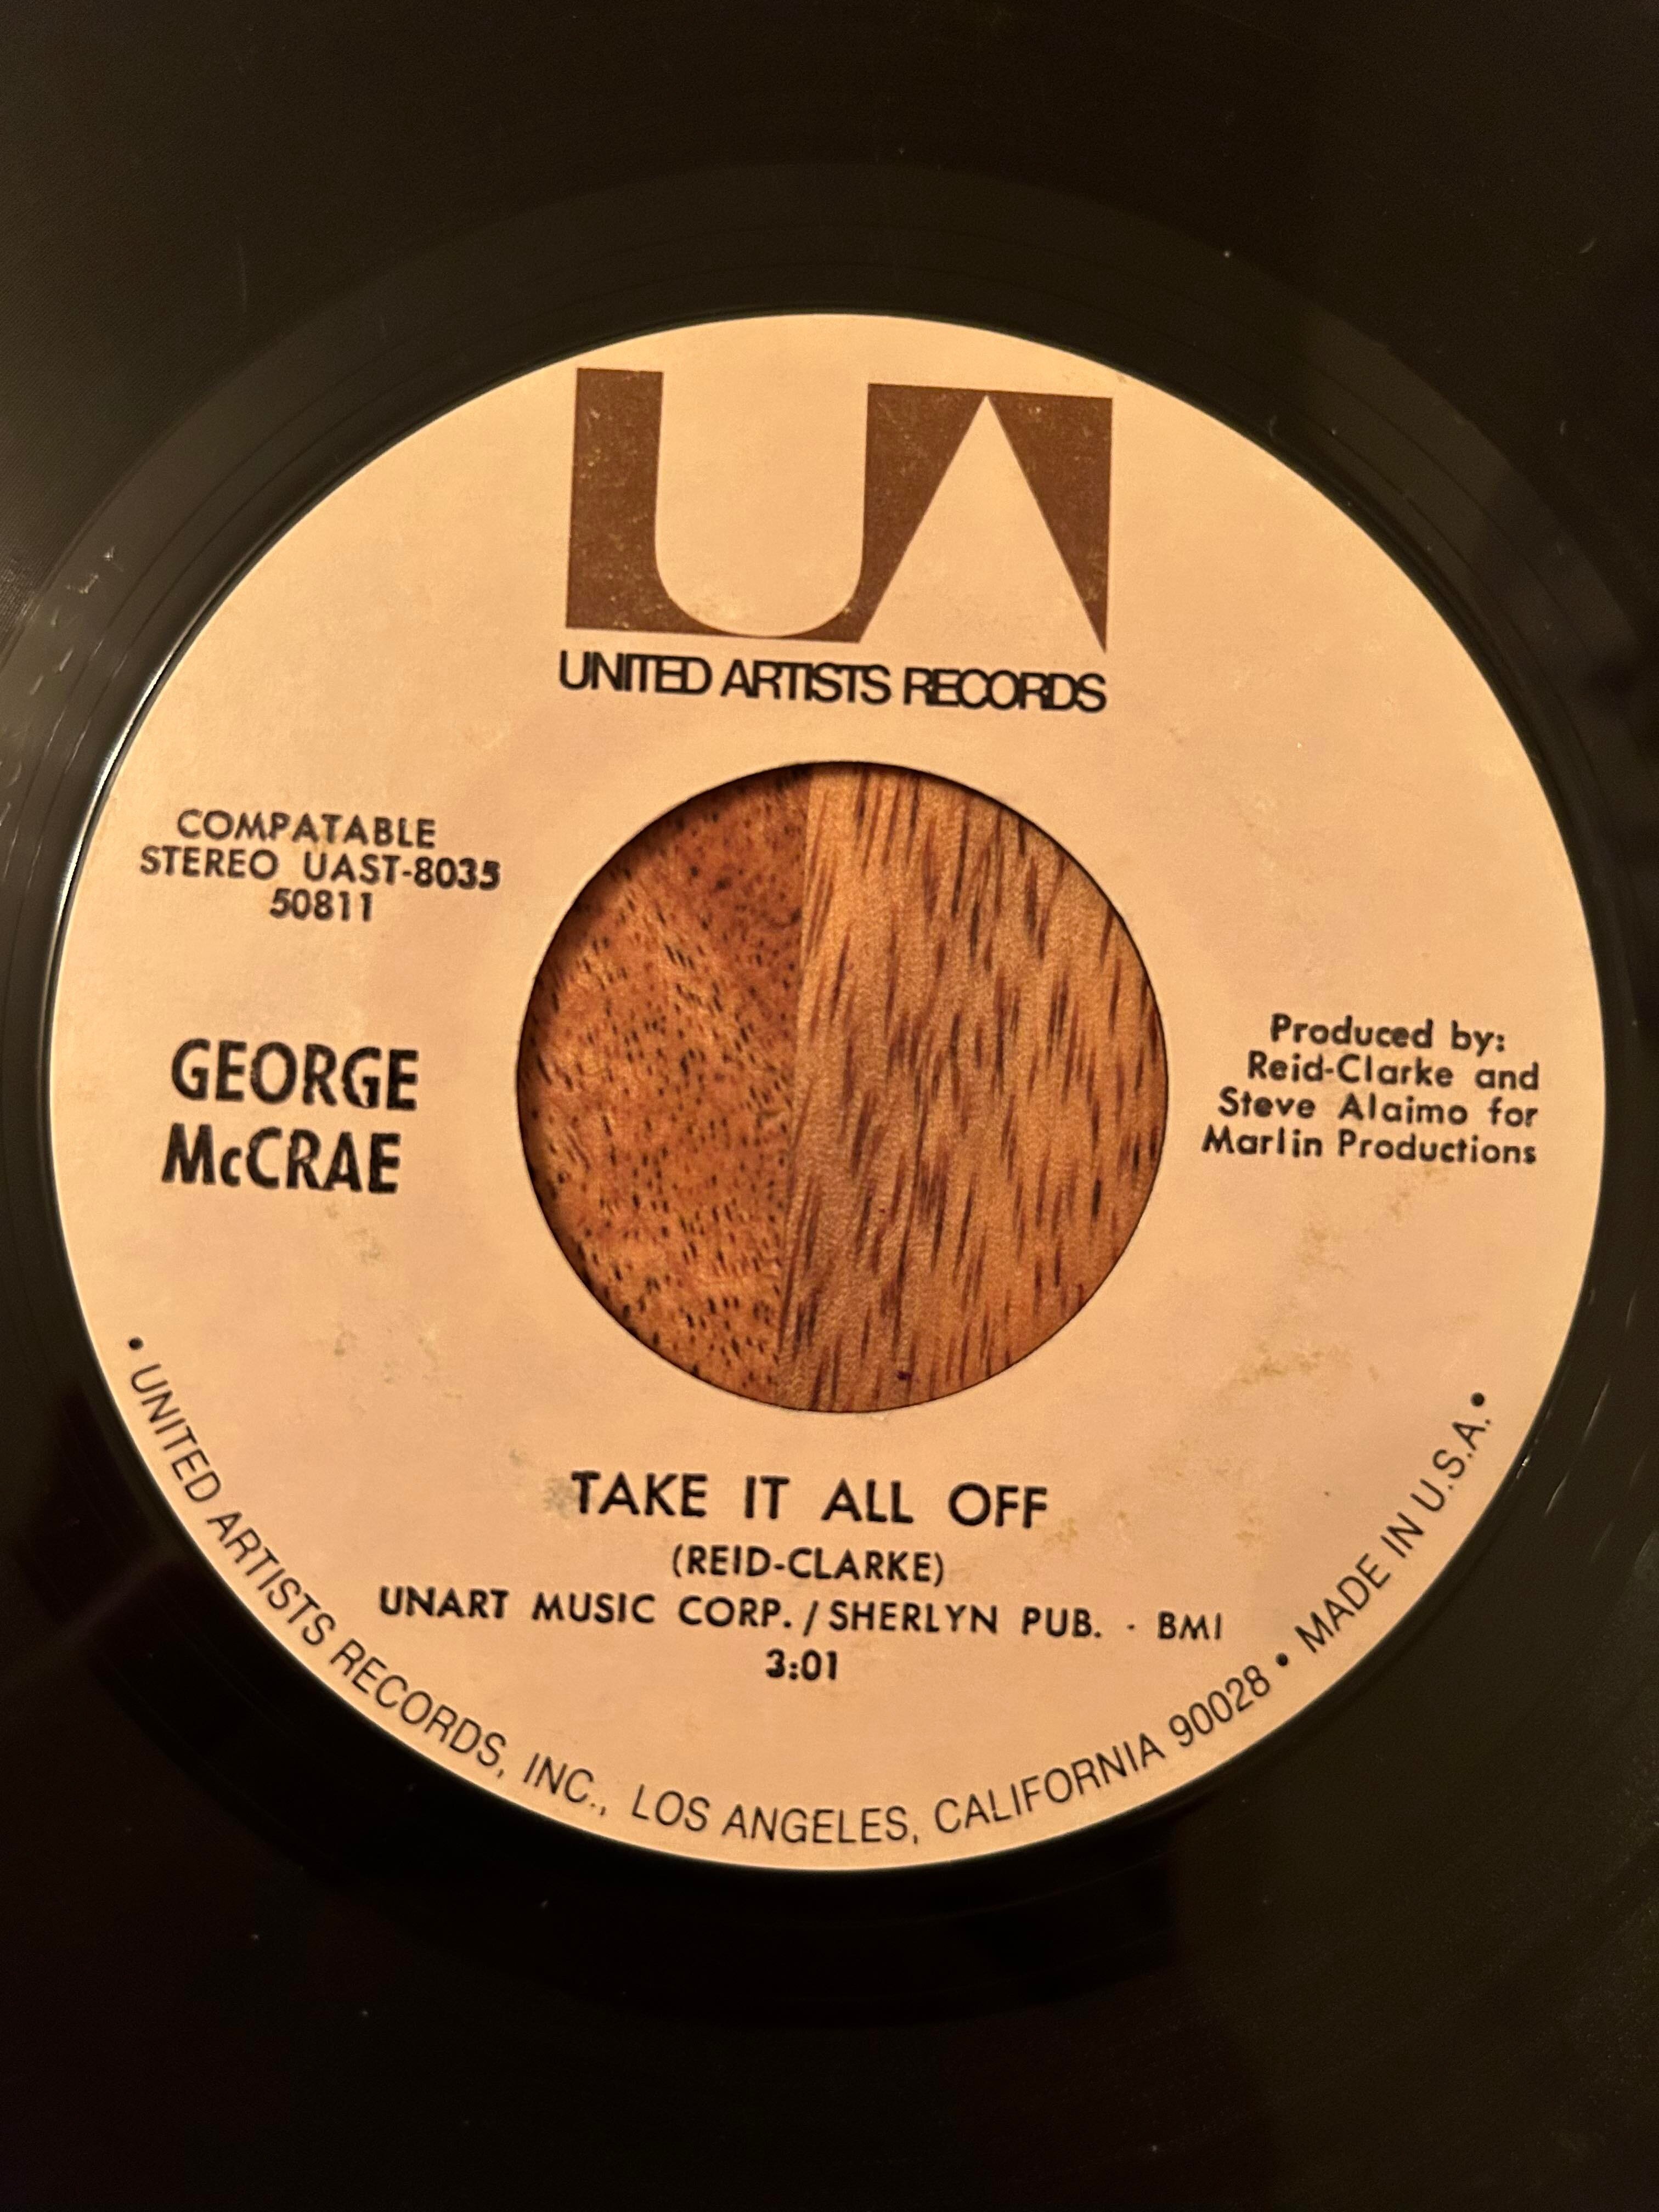 UA
UNITED ARTISTS RECORDS
COMPATABLE
STEREO UAST-8035
50811
GEORGE
McCRAE
Produced by:
Reid-Clarke and
Steve Alaimo for
Marlin Productions
TAKE IT ALL OFF
(REID-CLARKE)
UNART MUSIC CORP. / SHERLYN PUB. - BMI
3:01
• UNITED ARTISTS RECORDS, INC., LOS ANGELES, CALIFORNIA 90028 • MADE IN U.S.A. •